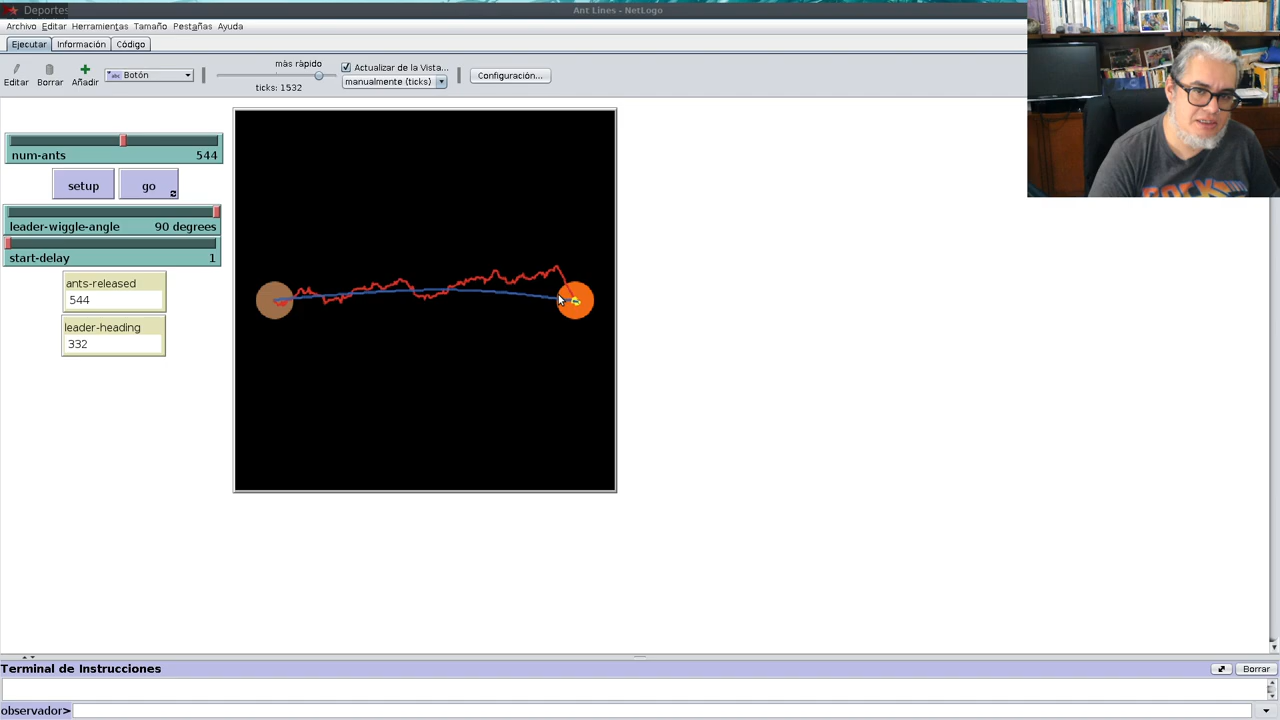 Deportes
Ant Lines - NetLogo
Archivo Editar Herramientas Tamaño Pestañas Ayuda
Ejecutar Información Código
más rápido
Actualizar de la Vista...
Editar Borrar Añadir
abc Botón
manualmente (ticks)
Configuración...
ticks: 1532
num-ants 544
setup go
leader-wiggle-angle 90 degrees
start-delay 1
ants-released
544
leader-heading
332
ROCKS
Terminal de Instrucciones
Borrar
observador>